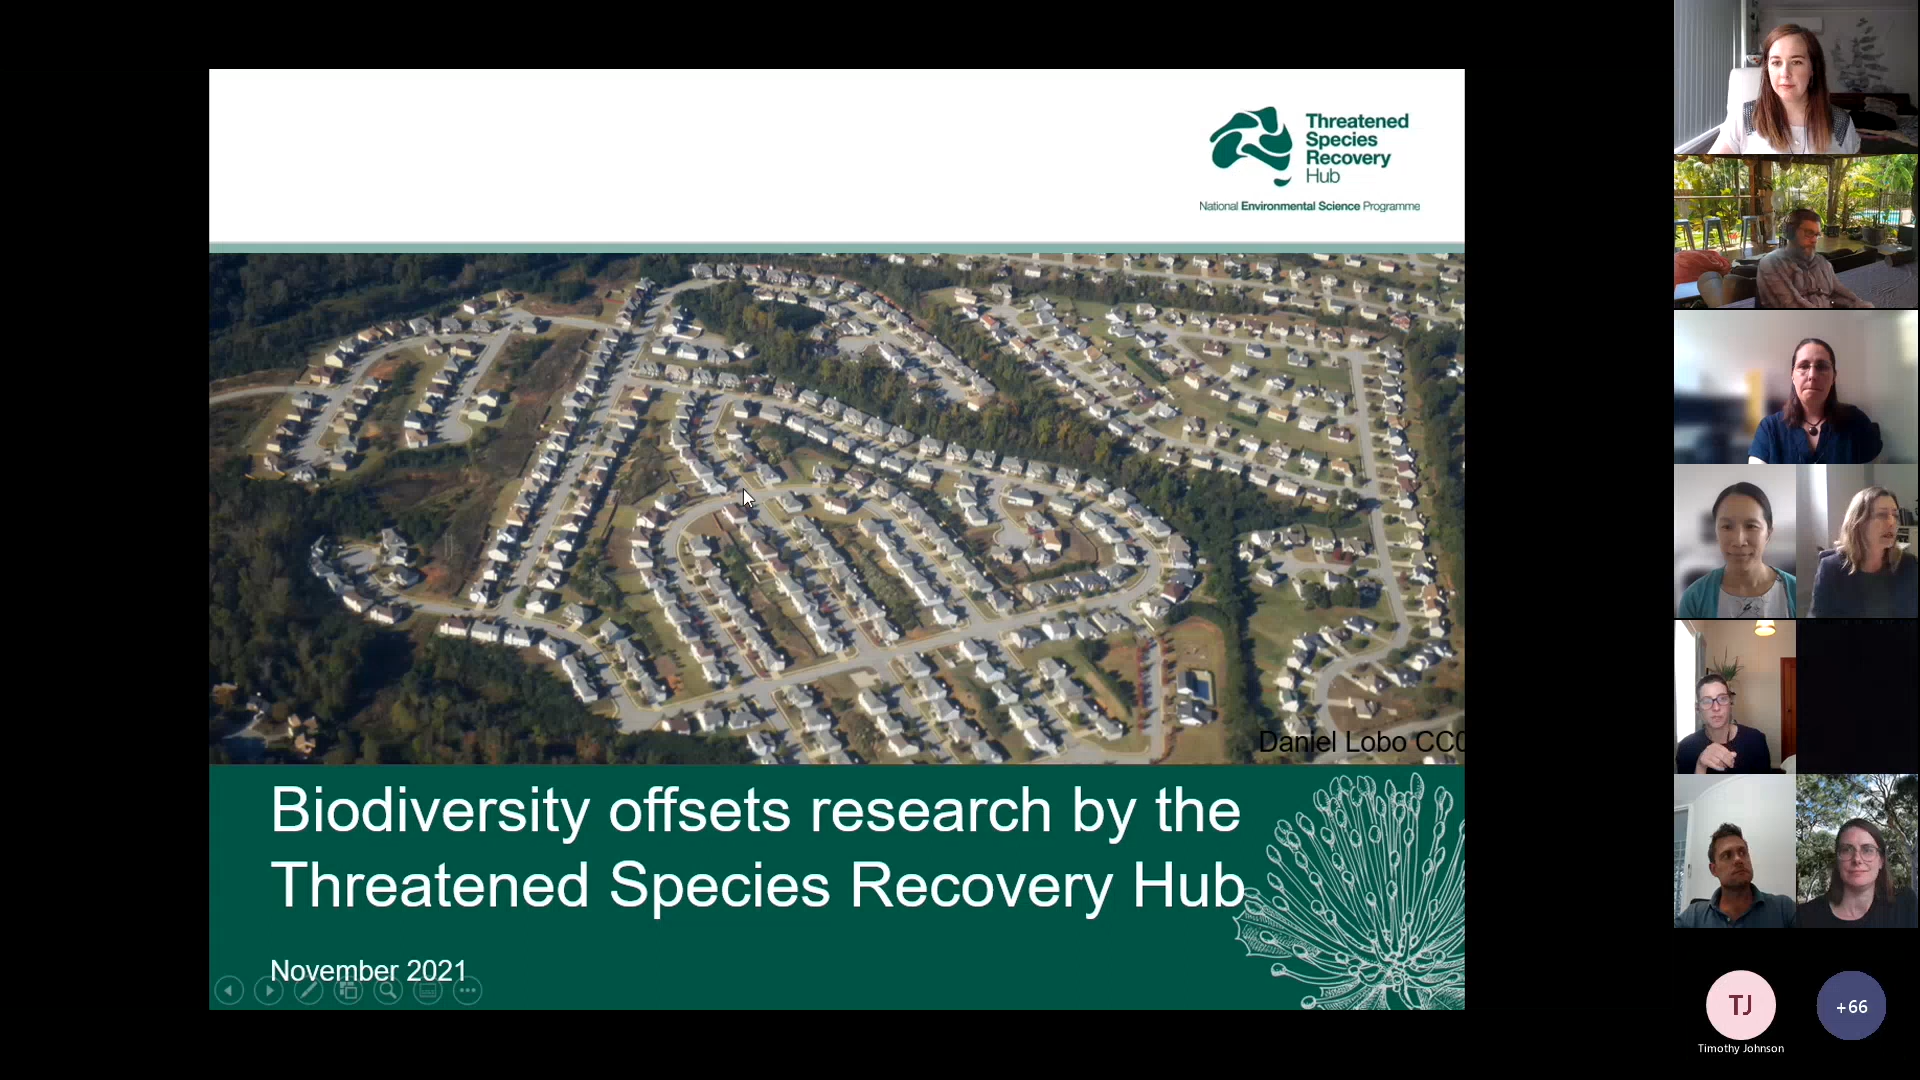 Threatened
Species
Recovery
Hub
National Environmental Science Programme
Daniel Lobo CC0
Biodiversity offsets research by the
Threatened Species Recovery Hub
November 2021
TJ
+66
Timothy Johnson